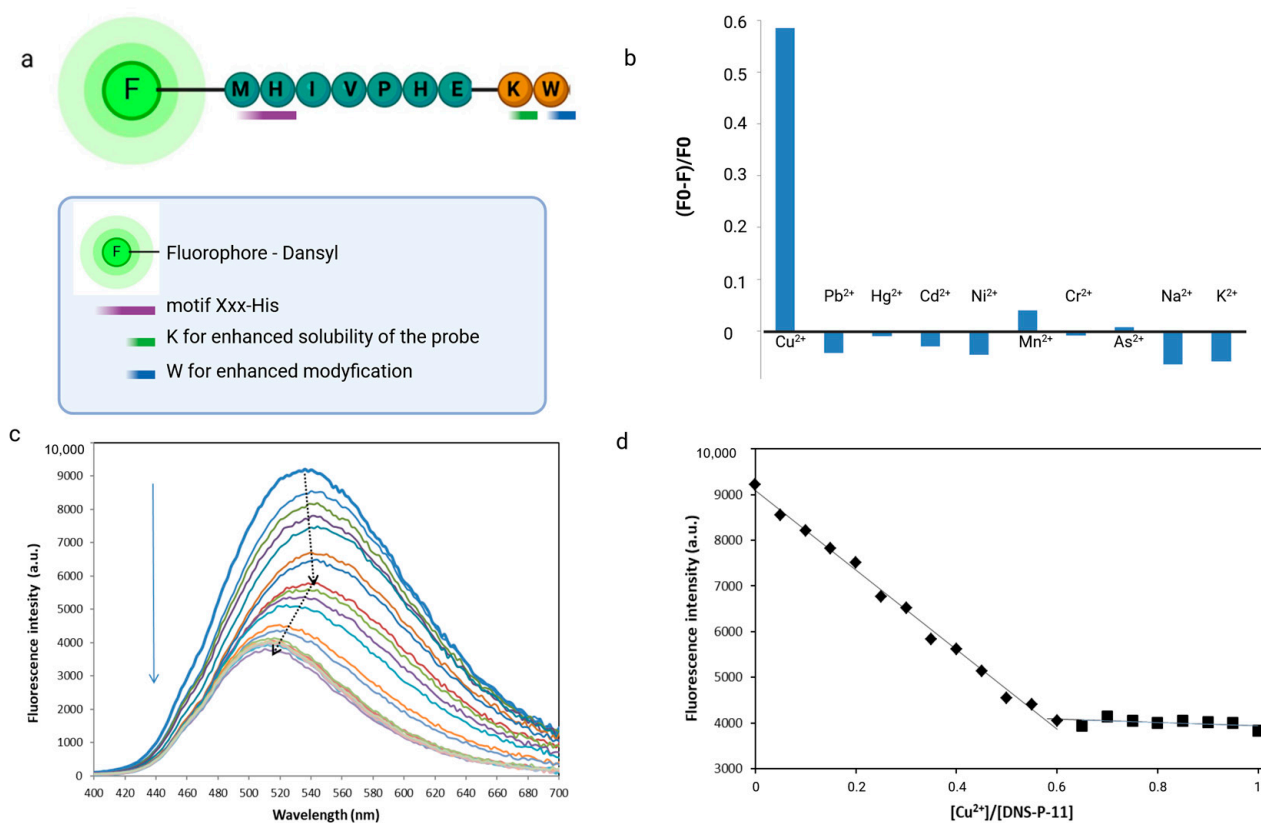 a
F
M H I V P H E K W
F
Fluorophore - Dansyl
motif Xxx-His
K for enhanced solubility of the probe
W for enhanced modyfication
b
(F0-F)/F0
0.6
0.5
0.4
0.3
0.2
0.1
0
Pb²⁺ Hg²⁺ Cd²⁺ Ni²⁺ Cr²⁺ Na²⁺ K²⁺
Cu²⁺ Mn²⁺ As²⁺
c
Fluorescence intesity (a.u.)
10,000
9000
8000
7000
6000
5000
4000
3000
2000
1000
0
400 420 440 460 480 500 520 540 560 580 600 620 640 660 680 700
Wavelength (nm)
d
Fluorescence intensity (a.u.)
10,000
9000
8000
7000
6000
5000
4000
3000
0 0.2 0.4 0.6 0.8 1
[Cu²⁺]/[DNS-P-11]